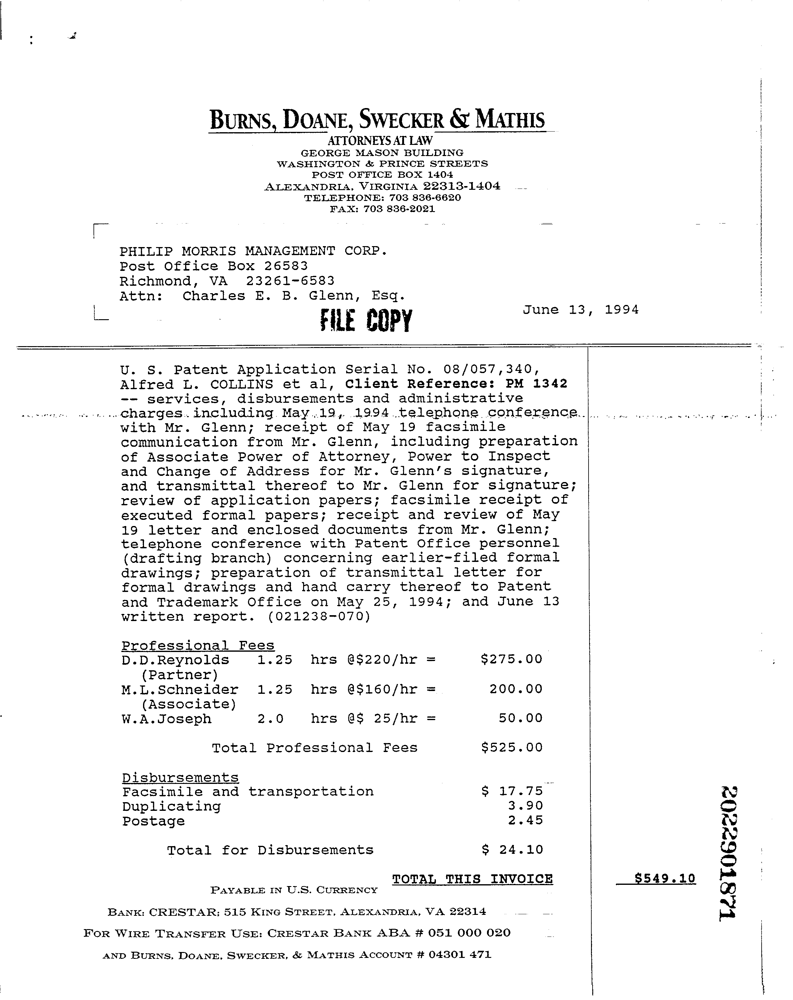 BURNS, DOANE, SWECKER & MATHIS
ATTORNEYS AT LAW
GEORGE MASON BUILDING
WASHINGTON & PRINCE STREETS
POST OFFICE BOX 1404
ALEXANDRIA, VIRGINIA 22313-1404
TELEPHONE: 703 836-6620
FAX: 703 836-2021
PHILIP MORRIS MANAGEMENT CORP.
Post Office Box 26583
Richmond, VA 23261-6583
Attn: Charles E. B. Glenn, Esq.
June 13, 1994
FILE COPY
U. S. Patent Application Serial No. 08/057,340,
Alfred L. COLLINS et al, Client Reference: PM 1342
-- services, disbursements and administrative
charges including May 19, 1994 telephone conference
with Mr. Glenn; receipt of May 19 facsimile
communication from Mr. Glenn, including preparation
of Associate Power of Attorney, Power to Inspect
and Change of Address for Mr. Glenn's signature,
and transmittal thereof to Mr. Glenn for signature;
review of application papers; facsimile receipt of
executed formal papers; receipt and review of May
19 letter and enclosed documents from Mr. Glenn;
telephone conference with Patent Office personnel
(drafting branch) concerning earlier-filed formal
drawings; preparation of transmittal letter for
formal drawings and hand carry thereof to Patent
and Trademark Office on May 25, 1994; and June 13
written report. (021238-070)
Professional Fees
D.D.Reynolds 1.25 hrs @$220/hr = $275.00
(Partner)
M.L.Schneider 1.25 hrs @$160/hr = 200.00
(Associate)
W.A.Joseph 2.0 hrs @$ 25/hr = 50.00
Total Professional Fees $525.00
Disbursements
Facsimile and transportation $ 17.75
Duplicating 3.90
Postage 2.45
Total for Disbursements $ 24.10
TOTAL THIS INVOICE $549.10
PAYABLE IN U.S. CURRENCY
BANK: CRESTAR; 515 KING STREET, ALEXANDRIA, VA 22314
FOR WIRE TRANSFER USE: CRESTAR BANK ABA # 051 000 020
AND BURNS, DOANE, SWECKER, & MATHIS ACCOUNT # 04301 471
2022901871